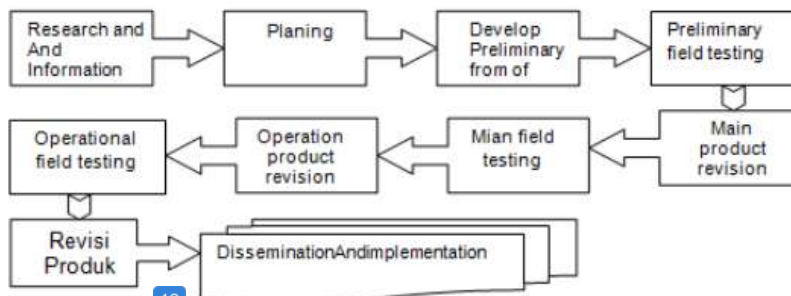 Research and
And
Information
Planing
Develop
Preliminary
from of
Preliminary
field testing
Main
product
revision
Mian field
testing
Operation
product
revision
Operational
field testing
Revisi
Produk
DisseminationAndimplementation